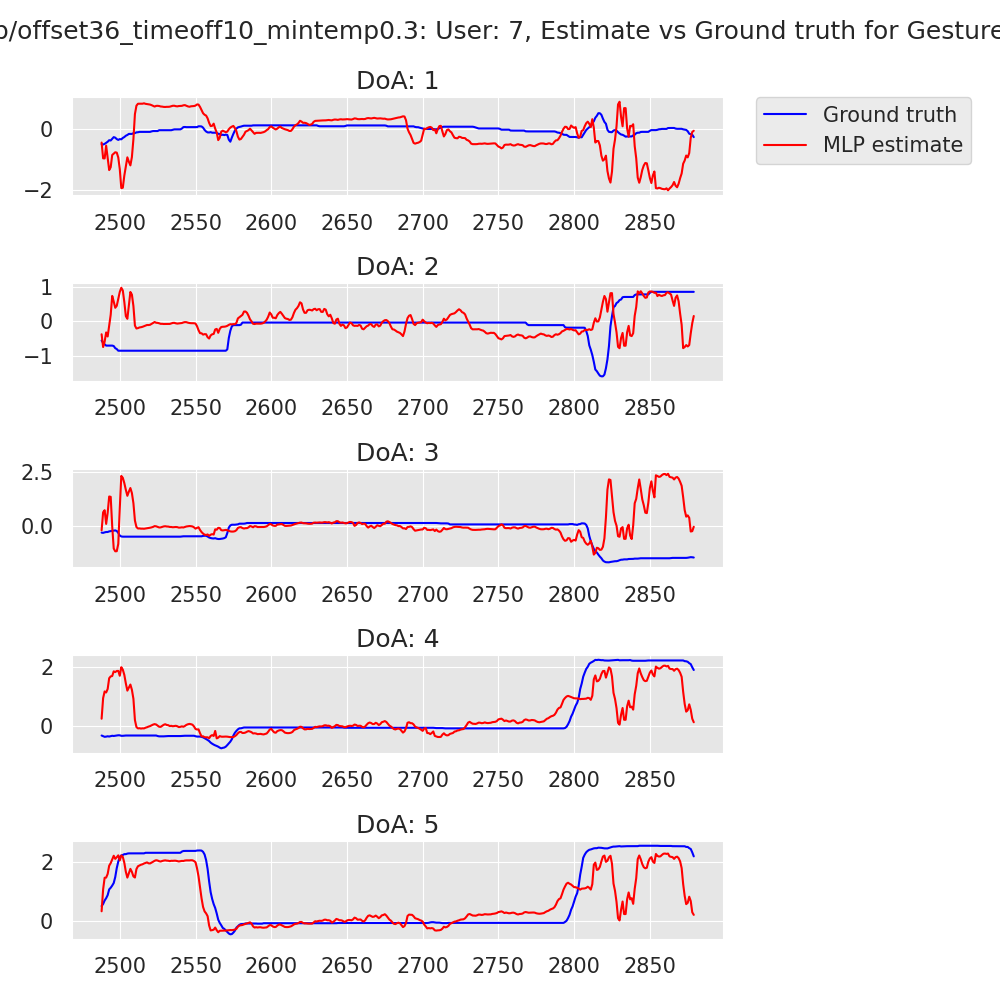 o/offset36_timeoff10_mintemp0.3: User: 7, Estimate vs Ground truth for Gesture
DoA: 1
0
−2
2500 2550 2600 2650 2700 2750 2800 2850
Ground truth
MLP estimate
DoA: 2
1
0
−1
2500 2550 2600 2650 2700 2750 2800 2850
DoA: 3
2.5
0.0
2500 2550 2600 2650 2700 2750 2800 2850
DoA: 4
2
0
2500 2550 2600 2650 2700 2750 2800 2850
DoA: 5
2
0
2500 2550 2600 2650 2700 2750 2800 2850